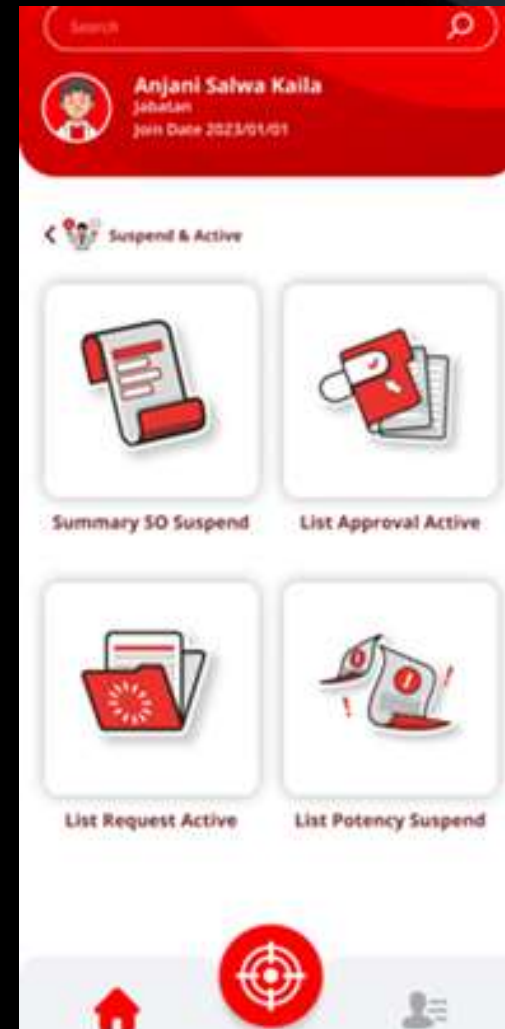 Search
Anjani Salwa Kaila
Jabatan
Join Date 2023/01/01
Suspend & Active
Summary SO Suspend
List Approval Active
List Request Active
List Potency Suspend